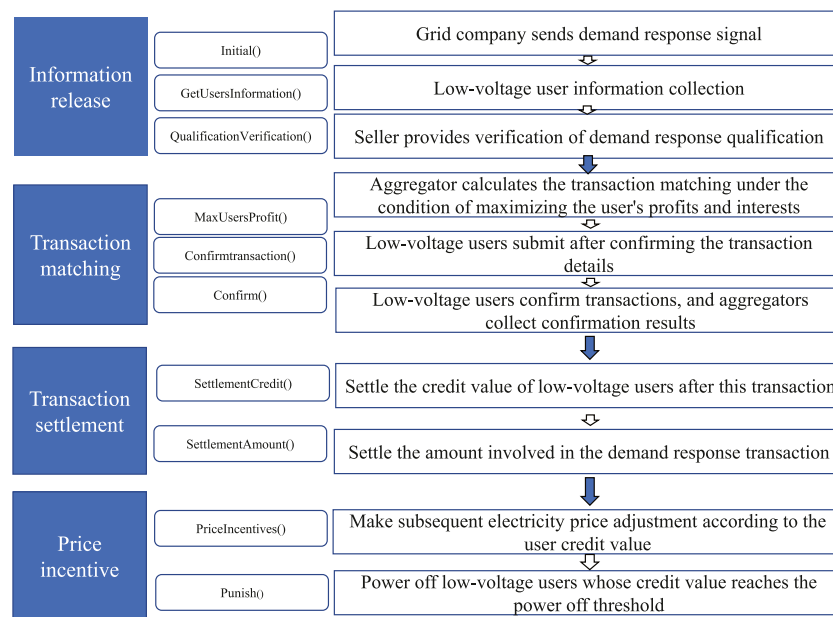 Information
release
Initial()
GetUsersInformation()
QualificationVerification()
Grid company sends demand response signal
Low-voltage user information collection
Seller provides verification of demand response qualification
Transaction
matching
MaxUsersProfit()
Confirmtransaction()
Confirm()
Aggregator calculates the transaction matching under the
condition of maximizing the user's profits and interests
Low-voltage users submit after confirming the transaction
details
Low-voltage users confirm transactions, and aggregators
collect confirmation results
Transaction
settlement
SettlementCredit()
SettlementAmount()
Settle the credit value of low-voltage users after this transaction
Settle the amount involved in the demand response transaction
Price
incentive
PriceIncentives()
Punish()
Make subsequent electricity price adjustment according to the
user credit value
Power off low-voltage users whose credit value reaches the
power off threshold